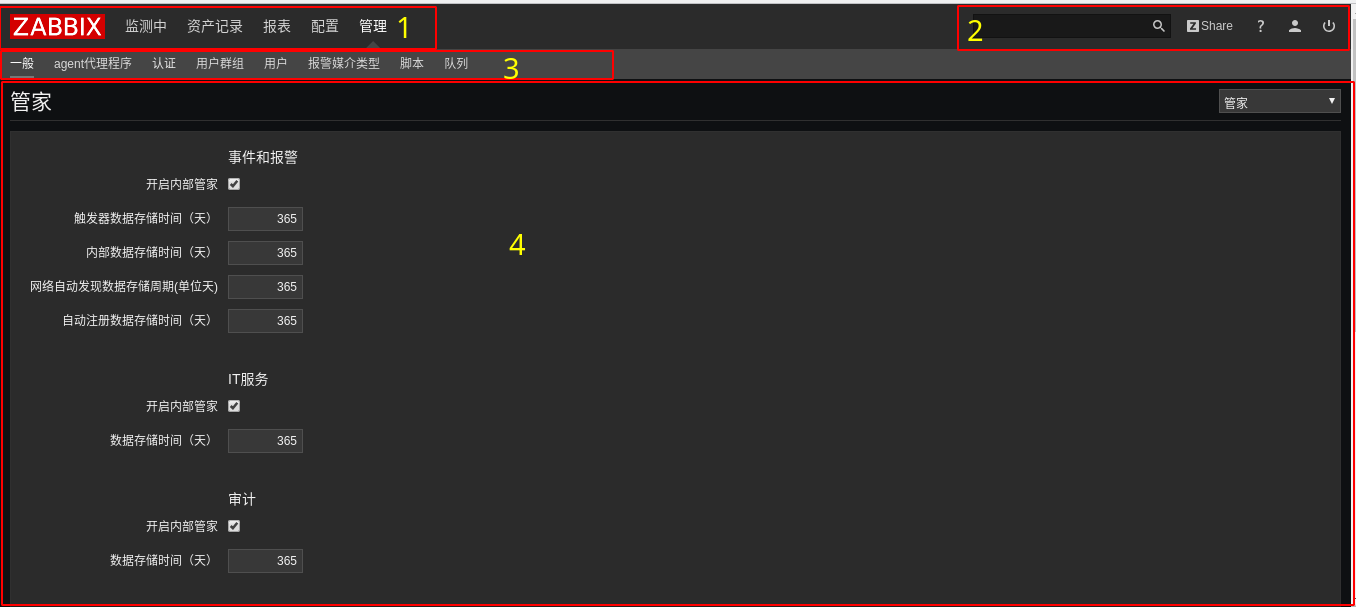 ZABBIX 监测中 资产记录 报表 配置 管理 1 2 Z Share ?
一般 agent代理程序 认证 用户群组 用户 报警媒介类型 脚本 队列 3
管家 管家
事件和报警
开启内部管家
触发器数据存储时间（天） 365
内部数据存储时间（天） 365
4
网络自动发现数据存储周期(单位天) 365
自动注册数据存储时间（天） 365
IT服务
开启内部管家
数据存储时间（天） 365
审计
开启内部管家
数据存储时间（天） 365